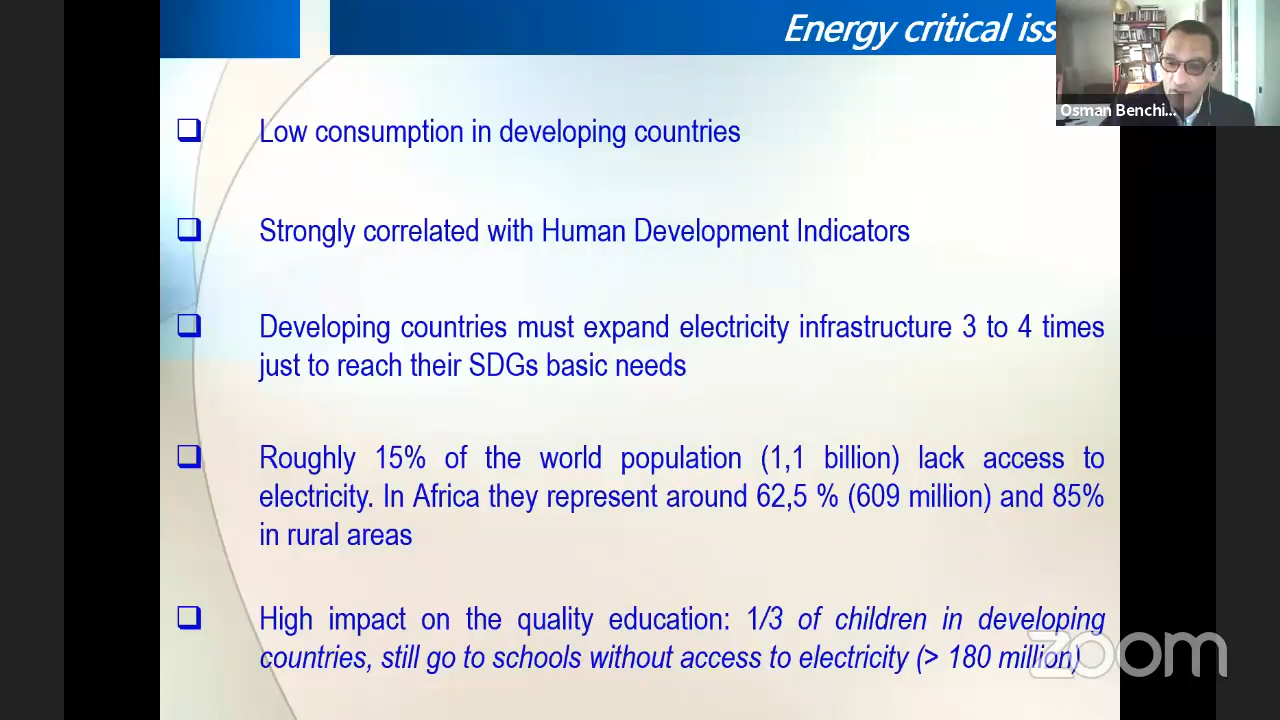 Energy critical iss
Osman Benchi...
❑ Low consumption in developing countries
❑ Strongly correlated with Human Development Indicators
❑ Developing countries must expand electricity infrastructure 3 to 4 times
just to reach their SDGs basic needs
❑ Roughly 15% of the world population (1,1 billion) lack access to
electricity. In Africa they represent around 62,5 % (609 million) and 85%
in rural areas
❑ High impact on the quality education: 1/3 of children in developing
countries, still go to schools without access to electricity (> 180 million)
zoom